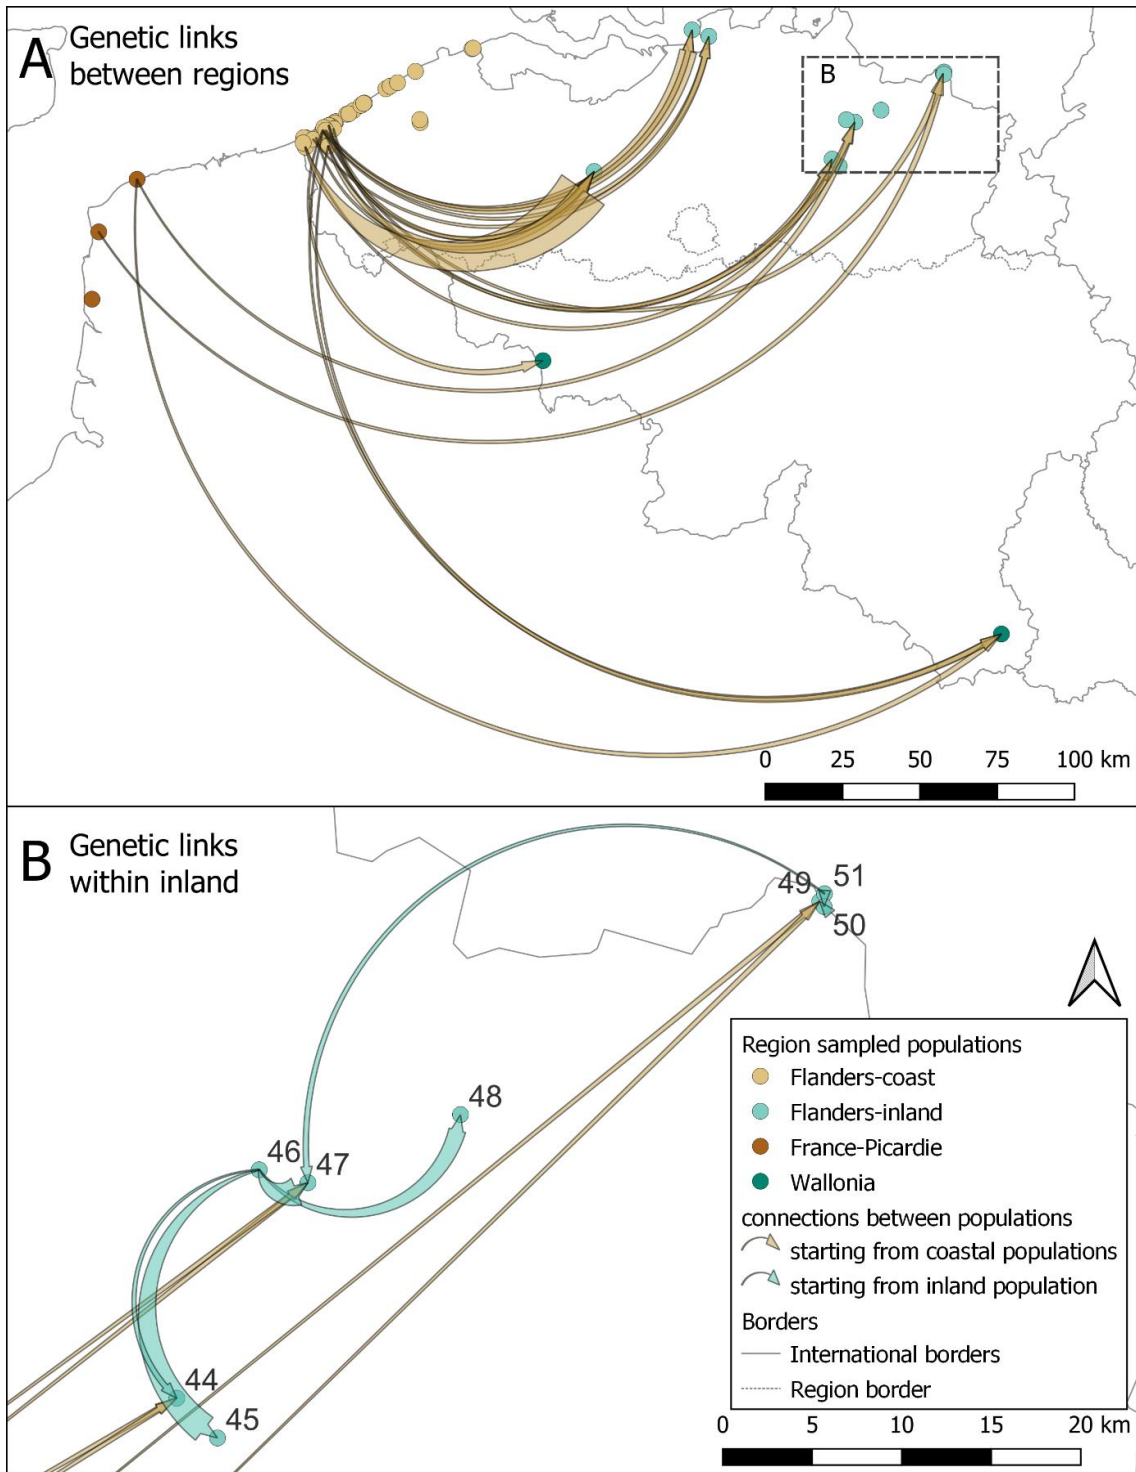 A
Genetic links
between regions
B
0 25 50 75 100 km
B
Genetic links
within inland
51
49
50
48
46
47
44
45
Region sampled populations
Flanders-coast
Flanders-inland
France-Picardie
Wallonia
connections between populations
starting from coastal populations
starting from inland population
Borders
International borders
Region border
0 5 10 15 20 km